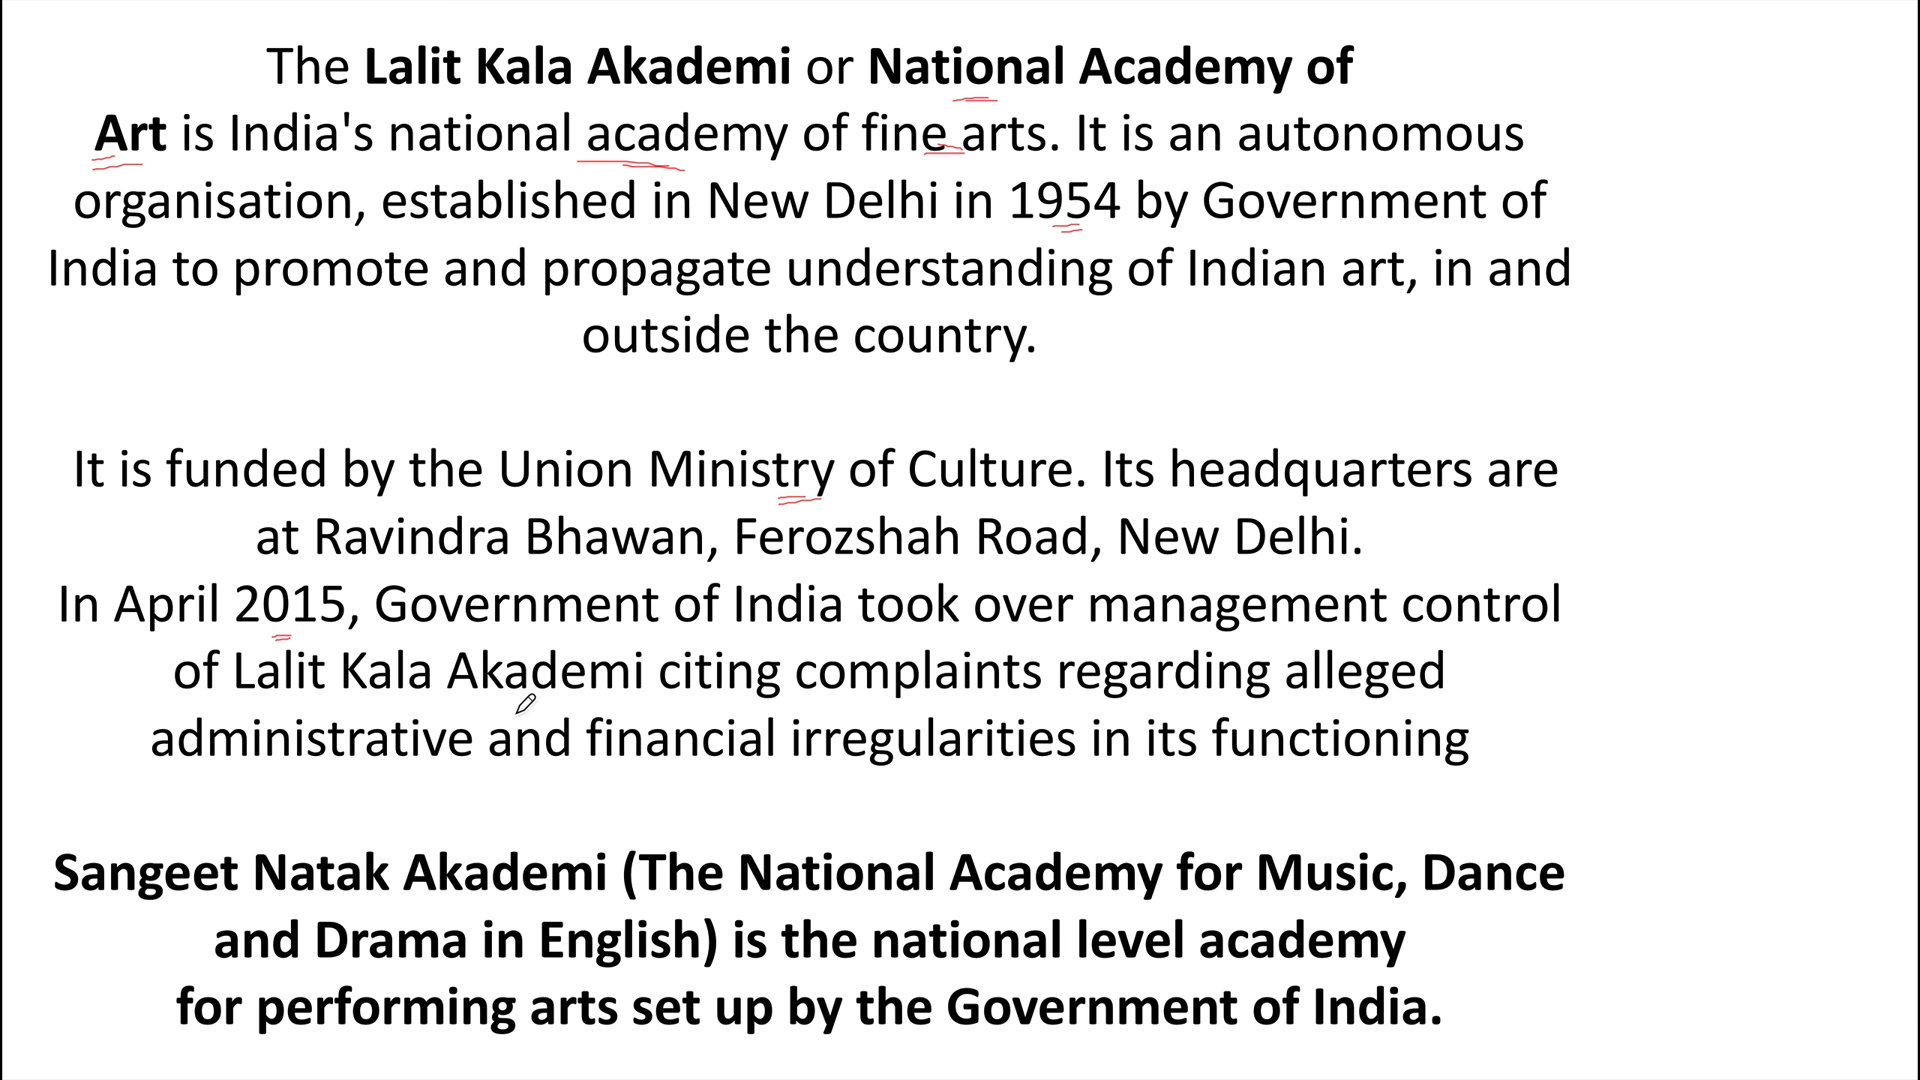 The Lalit Kala Akademi or National Academy of
Art is India's national academy of fine arts. It is an autonomous
organisation, established in New Delhi in 1954 by Government of
India to promote and propagate understanding of Indian art, in and
outside the country.
It is funded by the Union Ministry of Culture. Its headquarters are
at Ravindra Bhawan, Ferozshah Road, New Delhi.
In April 2015, Government of India took over management control
of Lalit Kala Akademi citing complaints regarding alleged
administrative and financial irregularities in its functioning
Sangeet Natak Akademi (The National Academy for Music, Dance
and Drama in English) is the national level academy
for performing arts set up by the Government of India.